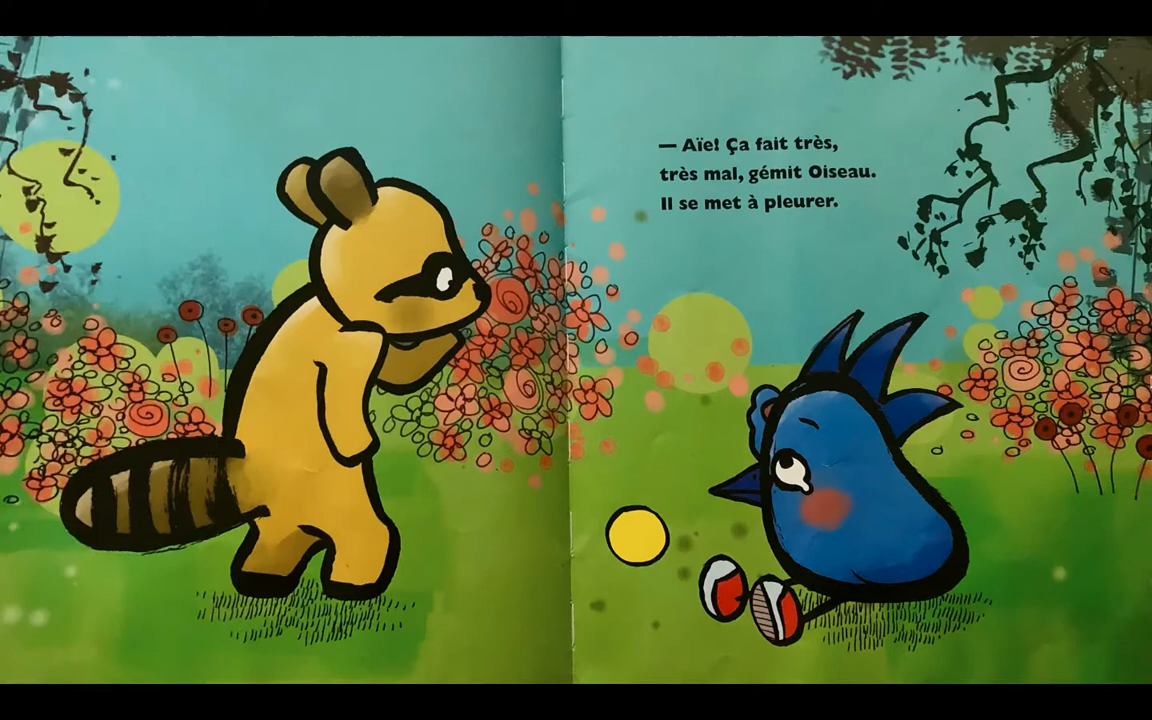 — Aïe! Ça fait très,
très mal, gémit Oiseau.
Il se met à pleurer.